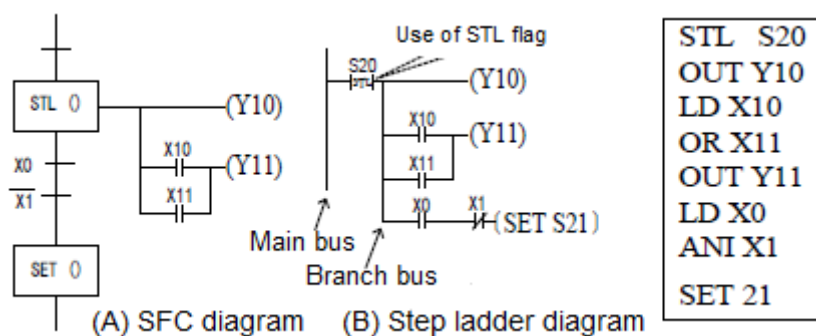 STL ()
(Y10)
X10
(Y11)
X11
X0
X1
SET ()
(A) SFC diagram
Use of STL flag
S20
STL
(Y10)
X10
(Y11)
X11
X0
X1
(SET S21)
Main bus
Branch bus
(B) Step ladder diagram
STL S20
OUT Y10
LD X10
OR X11
OUT Y11
LD X0
ANI X1
SET 21